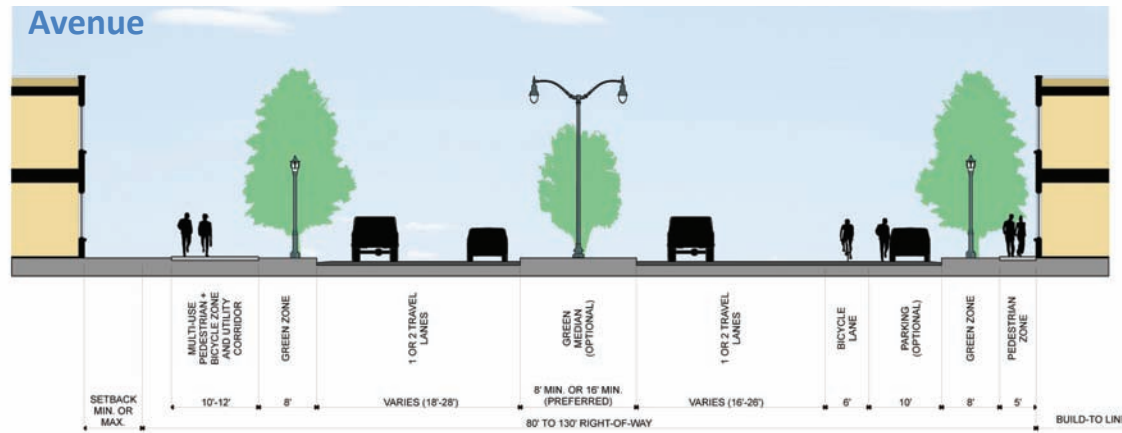 Avenue
MULTI-USE
PEDESTRIAN +
BICYCLE ZONE
AND UTILITY
CORRIDOR
GREEN ZONE
1 OR 2 TRAVEL
LANES
GREEN
MEDIAN
(OPTIONAL)
1 OR 2 TRAVEL
LANES
BICYCLE
LANE
PARKING
(OPTIONAL)
GREEN ZONE
PEDESTRIAN
ZONE
SETBACK
MIN. OR
MAX.
10'-12'
8'
VARIES (18'-28')
8' MIN. OR 16' MIN.
(PREFERRED)
VARIES (16'-26')
6'
10'
8'
5'
80' TO 130' RIGHT-OF-WAY
BUILD-TO LINE